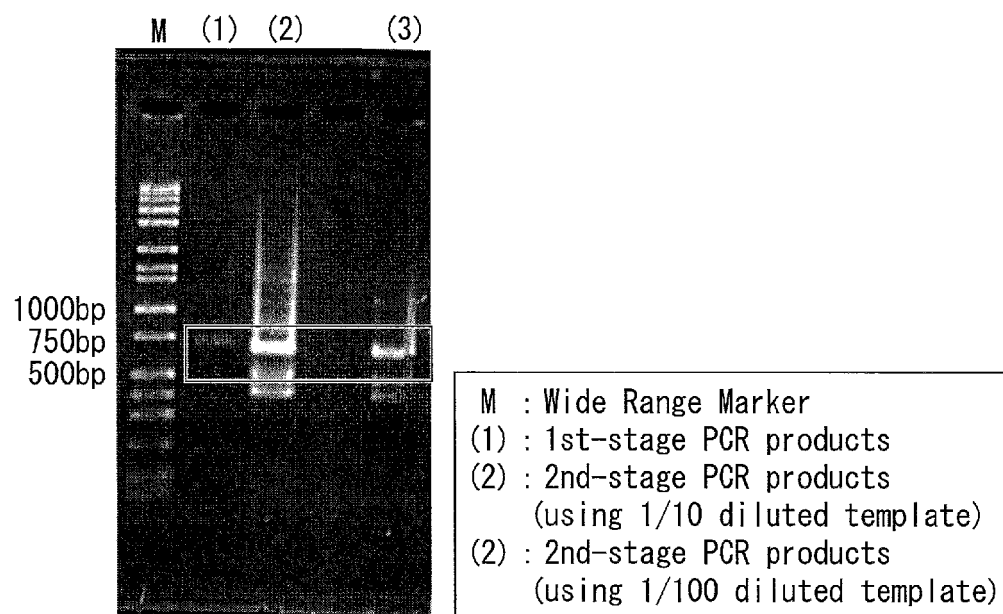 M (1) (2) (3)
1000bp
750bp
500bp
M : Wide Range Marker
(1) : 1st-stage PCR products
(2) : 2nd-stage PCR products
(using 1/10 diluted template)
(2) : 2nd-stage PCR products
(using 1/100 diluted template)